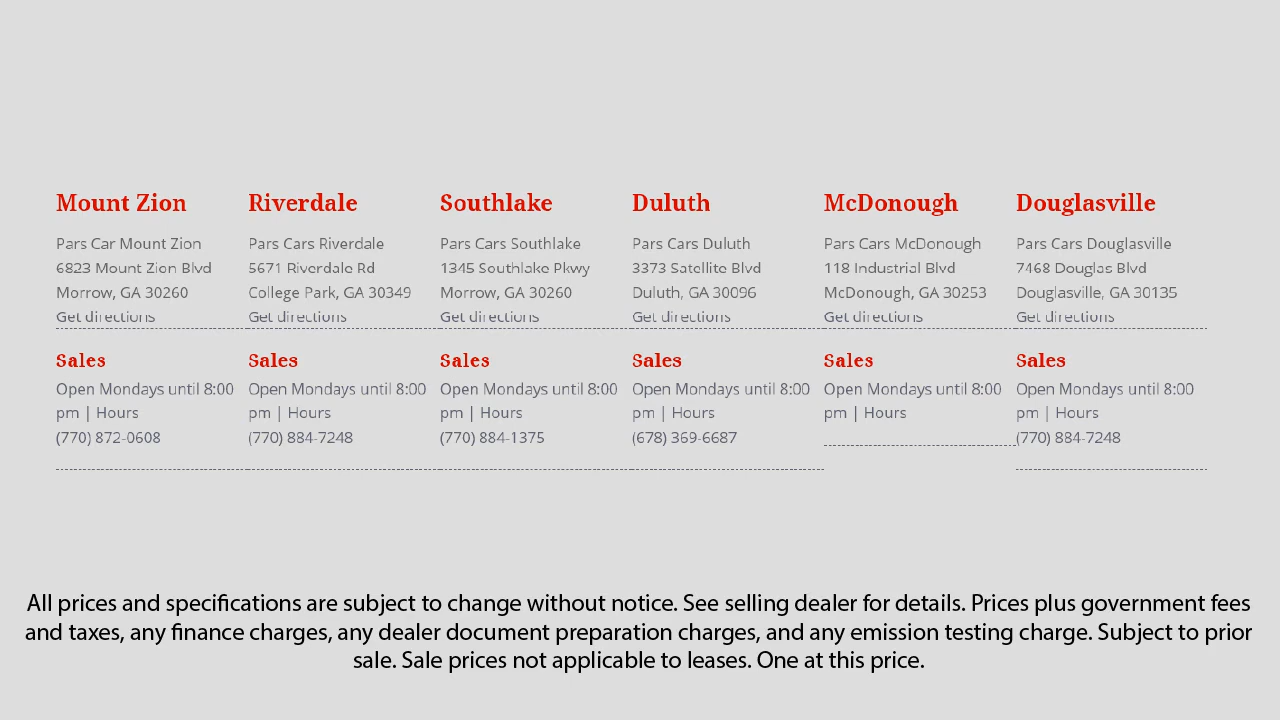 Mount Zion
Pars Car Mount Zion
6823 Mount Zion Blvd
Morrow, GA 30260
Get directions
Sales
Open Mondays until 8:00
pm | Hours
(770) 872-0608
Riverdale
Pars Cars Riverdale
5671 Riverdale Rd
College Park, GA 30349
Get directions
Sales
Open Mondays until 8:00
pm | Hours
(770) 884-7248
Southlake
Pars Cars Southlake
1345 Southlake Pkwy
Morrow, GA 30260
Get directions
Sales
Open Mondays until 8:00
pm | Hours
(770) 884-1375
Duluth
Pars Cars Duluth
3373 Satellite Blvd
Duluth, GA 30096
Get directions
Sales
Open Mondays until 8:00
pm | Hours
(678) 369-6687
McDonough
Pars Cars McDonough
118 Industrial Blvd
McDonough, GA 30253
Get directions
Sales
Open Mondays until 8:00
pm | Hours
Douglasville
Pars Cars Douglasville
7468 Douglas Blvd
Douglasville, GA 30135
Get directions
Sales
Open Mondays until 8:00
pm | Hours
(770) 884-7248
All prices and specifications are subject to change without notice. See selling dealer for details. Prices plus government fees
and taxes, any finance charges, any dealer document preparation charges, and any emission testing charge. Subject to prior
sale. Sale prices not applicable to leases. One at this price.